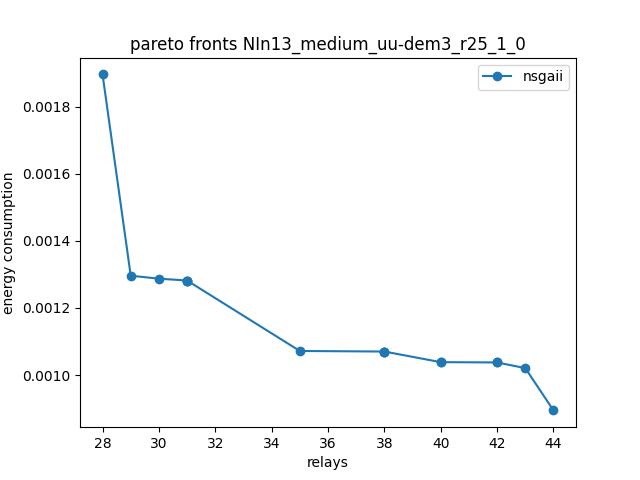 pareto fronts NIn13_medium_uu-dem3_r25_1_0
nsgaii
0.0018
0.0016
0.0014
0.0012
0.0010
energy consumption
28 30 32 34 36 38 40 42 44
relays